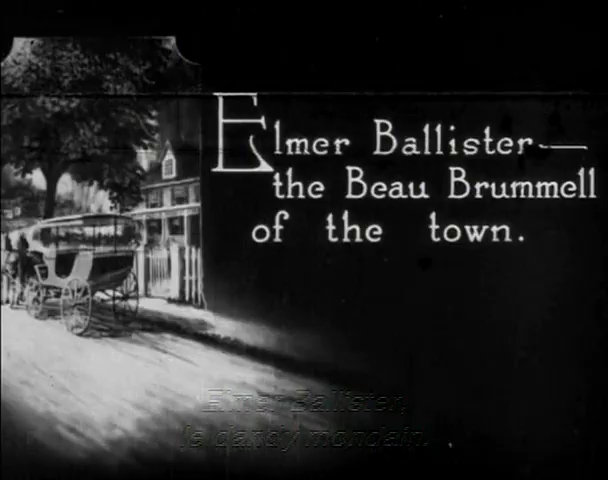 Elmer Ballister—
the Beau Brummell
of the town.
Elmer Ballister,
le dandy mondain.